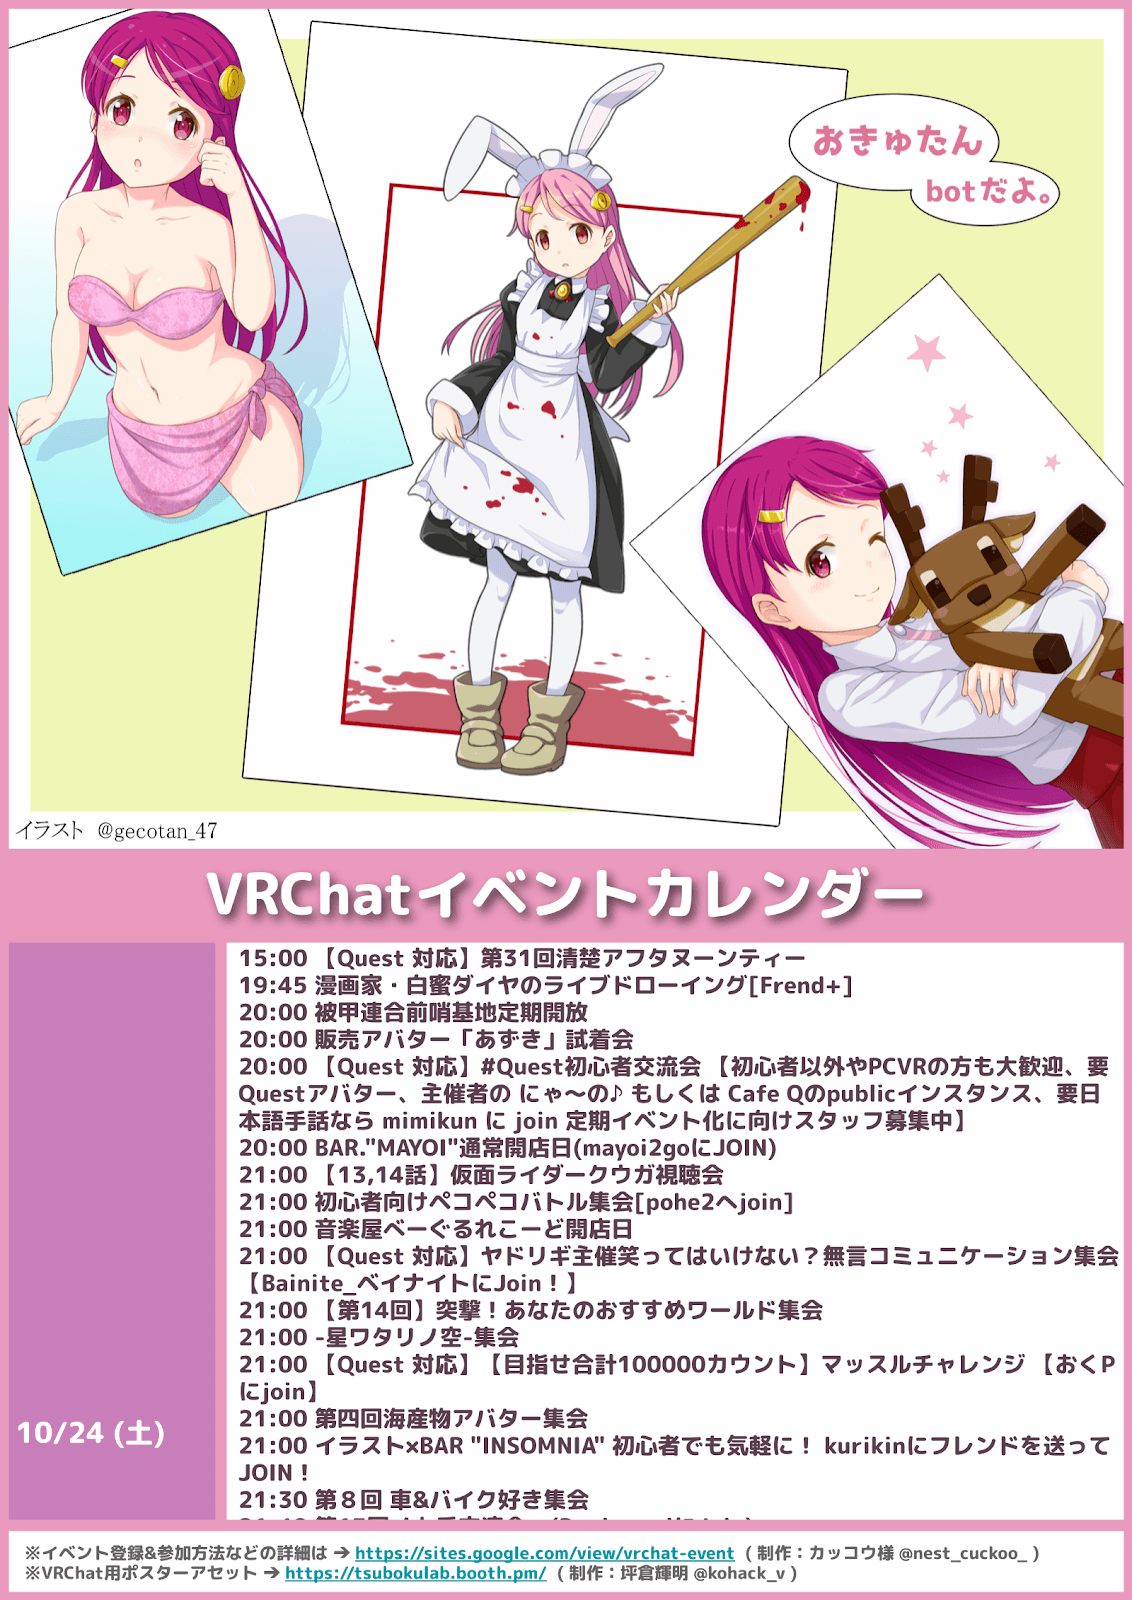 おきゅたん
botだよ。
イラスト @gecotan_47
VRChatイベントカレンダー
15:00 【Quest 対応】第31回清楚アフタヌーンティー
19:45 漫画家・白蜜ダイヤのライブドローイング[Frend+]
20:00 被甲連合前哨基地定期開放
20:00 販売アバター「あずき」試着会
20:00 【Quest 対応】#Quest初心者交流会 【初心者以外やPCVRの方も大歓迎、要
Questアバター、主催者の にゃ～の♪ もしくは Cafe Qのpublicインスタンス、要日
本語手話なら mimikun に join 定期イベント化に向けスタッフ募集中】
20:00 BAR."MAYOI"通常開店日(mayoi2goにJOIN)
21:00 【13,14話】仮面ライダークウガ視聴会
21:00 初心者向けペコペコバトル集会[pohe2へjoin]
21:00 音楽屋べーぐるれこーど開店日
21:00 【Quest 対応】ヤドリギ主催笑ってはいけない？無言コミュニケーション集会
【Bainite_ベイナイトにJoin！】
21:00 【第14回】突撃！あなたのおすすめワールド集会
21:00 -星ワタリノ空-集会
21:00 【Quest 対応】【目指せ合計100000カウント】マッスルチャレンジ 【おくP
にjoin】
21:00 第四回海産物アバター集会
10/24 (土)
21:00 イラスト×BAR "INSOMNIA" 初心者でも気軽に！ kurikinにフレンドを送って
JOIN！
21:30 第８回 車&バイク好き集会
※イベント登録&参加方法などの詳細は ➔ https://sites.google.com/view/vrchat-event ( 制作：カッコウ様 @nest_cuckoo_ )
※VRChat用ポスターアセット ➔ https://tsubokulab.booth.pm/ ( 制作：坪倉輝明 @kohack_v )